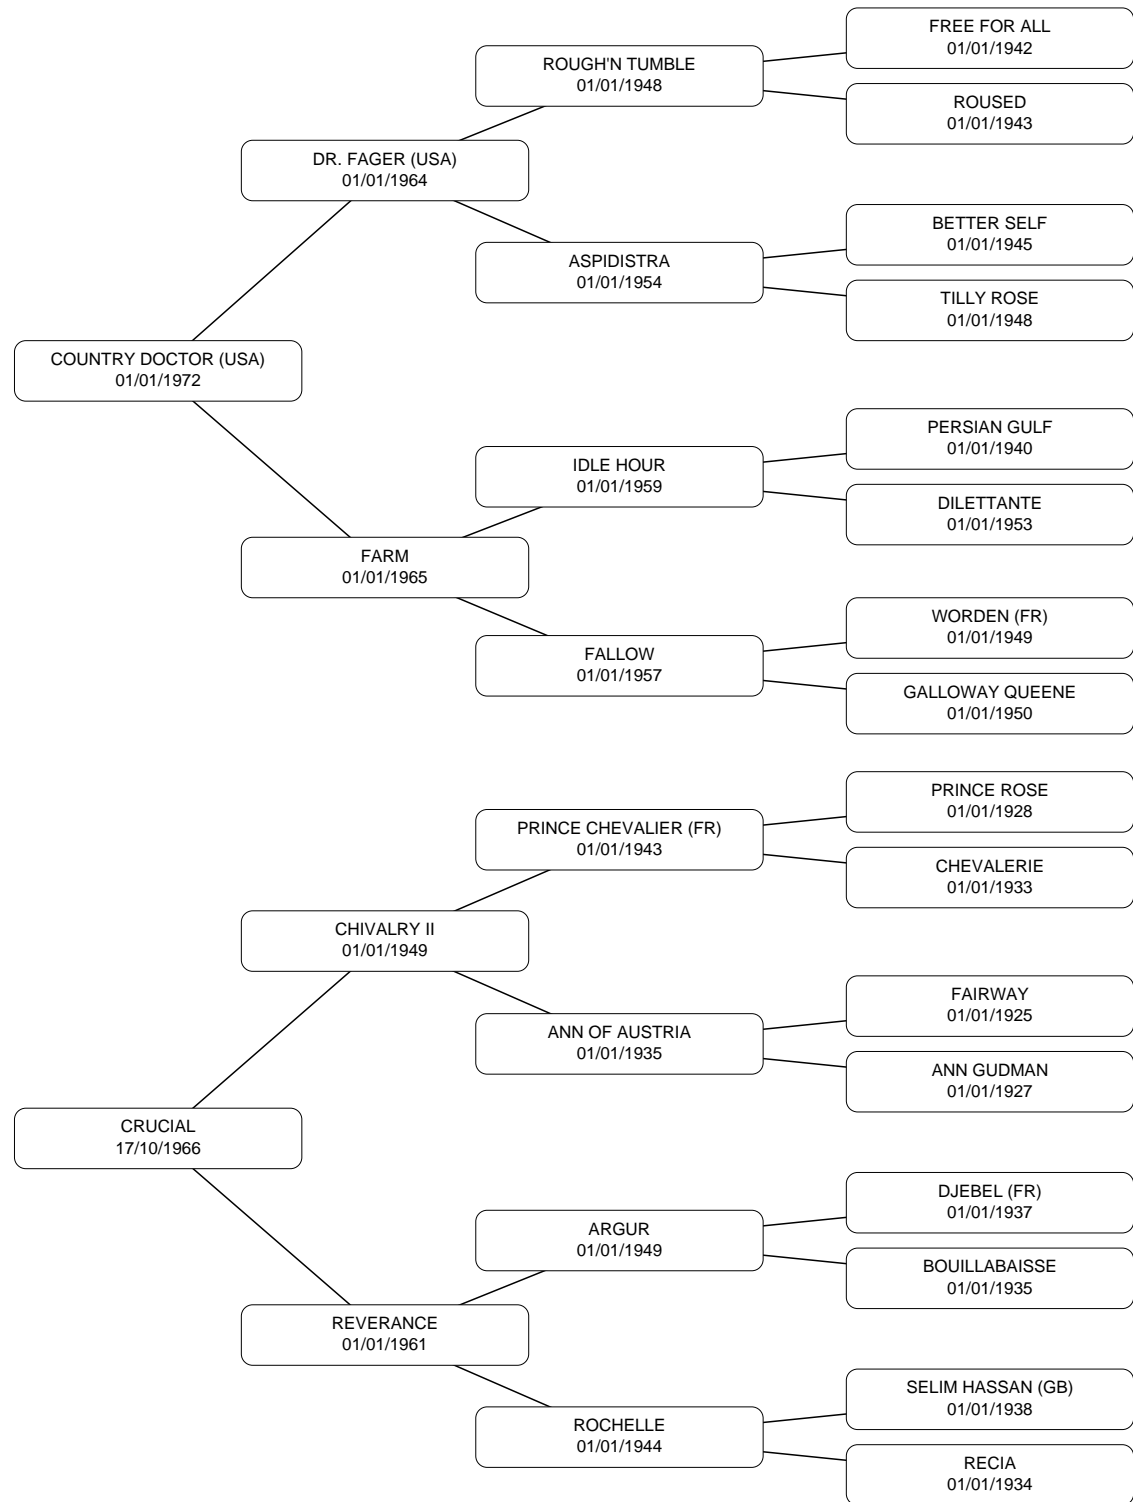 FREE FOR ALL
01/01/1942
ROUGH'N TUMBLE
01/01/1948
ROUSED
01/01/1943
DR. FAGER (USA)
01/01/1964
BETTER SELF
01/01/1945
ASPIDISTRA
01/01/1954
TILLY ROSE
01/01/1948
COUNTRY DOCTOR (USA)
01/01/1972
PERSIAN GULF
01/01/1940
IDLE HOUR
01/01/1959
DILETTANTE
01/01/1953
FARM
01/01/1965
WORDEN (FR)
01/01/1949
FALLOW
01/01/1957
GALLOWAY QUEENE
01/01/1950
PRINCE ROSE
01/01/1928
PRINCE CHEVALIER (FR)
01/01/1943
CHEVALERIE
01/01/1933
CHIVALRY II
01/01/1949
FAIRWAY
01/01/1925
ANN OF AUSTRIA
01/01/1935
ANN GUDMAN
01/01/1927
CRUCIAL
17/10/1966
DJEBEL (FR)
01/01/1937
ARGUR
01/01/1949
BOUILLABAISSE
01/01/1935
REVERANCE
01/01/1961
SELIM HASSAN (GB)
01/01/1938
ROCHELLE
01/01/1944
RECIA
01/01/1934